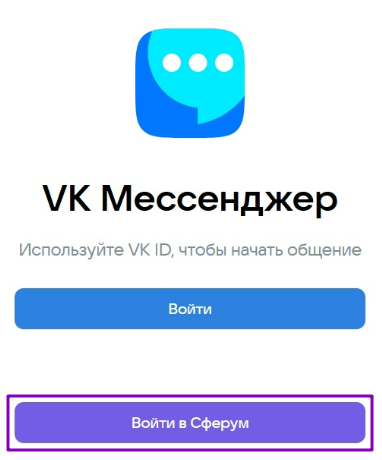 VK Мессенджер
Используйте VK ID, чтобы начать общение
Войти
Войти в Сферум